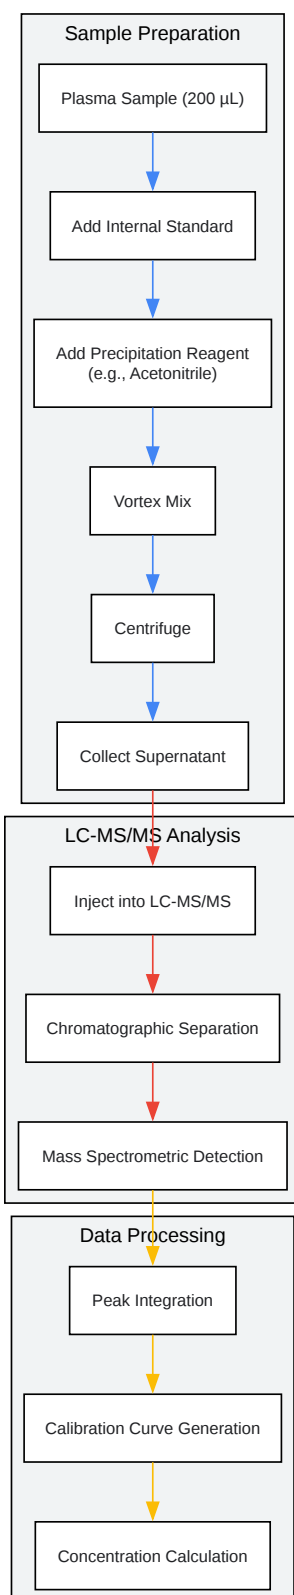 Sample Preparation
Plasma Sample (200 µL)
Add Internal Standard
Add Precipitation Reagent
(e.g., Acetonitrile)
Vortex Mix
Centrifuge
Collect Supernatant
LC-MS/MS Analysis
Inject into LC-MS/MS
Chromatographic Separation
Mass Spectrometric Detection
Data Processing
Peak Integration
Calibration Curve Generation
Concentration Calculation